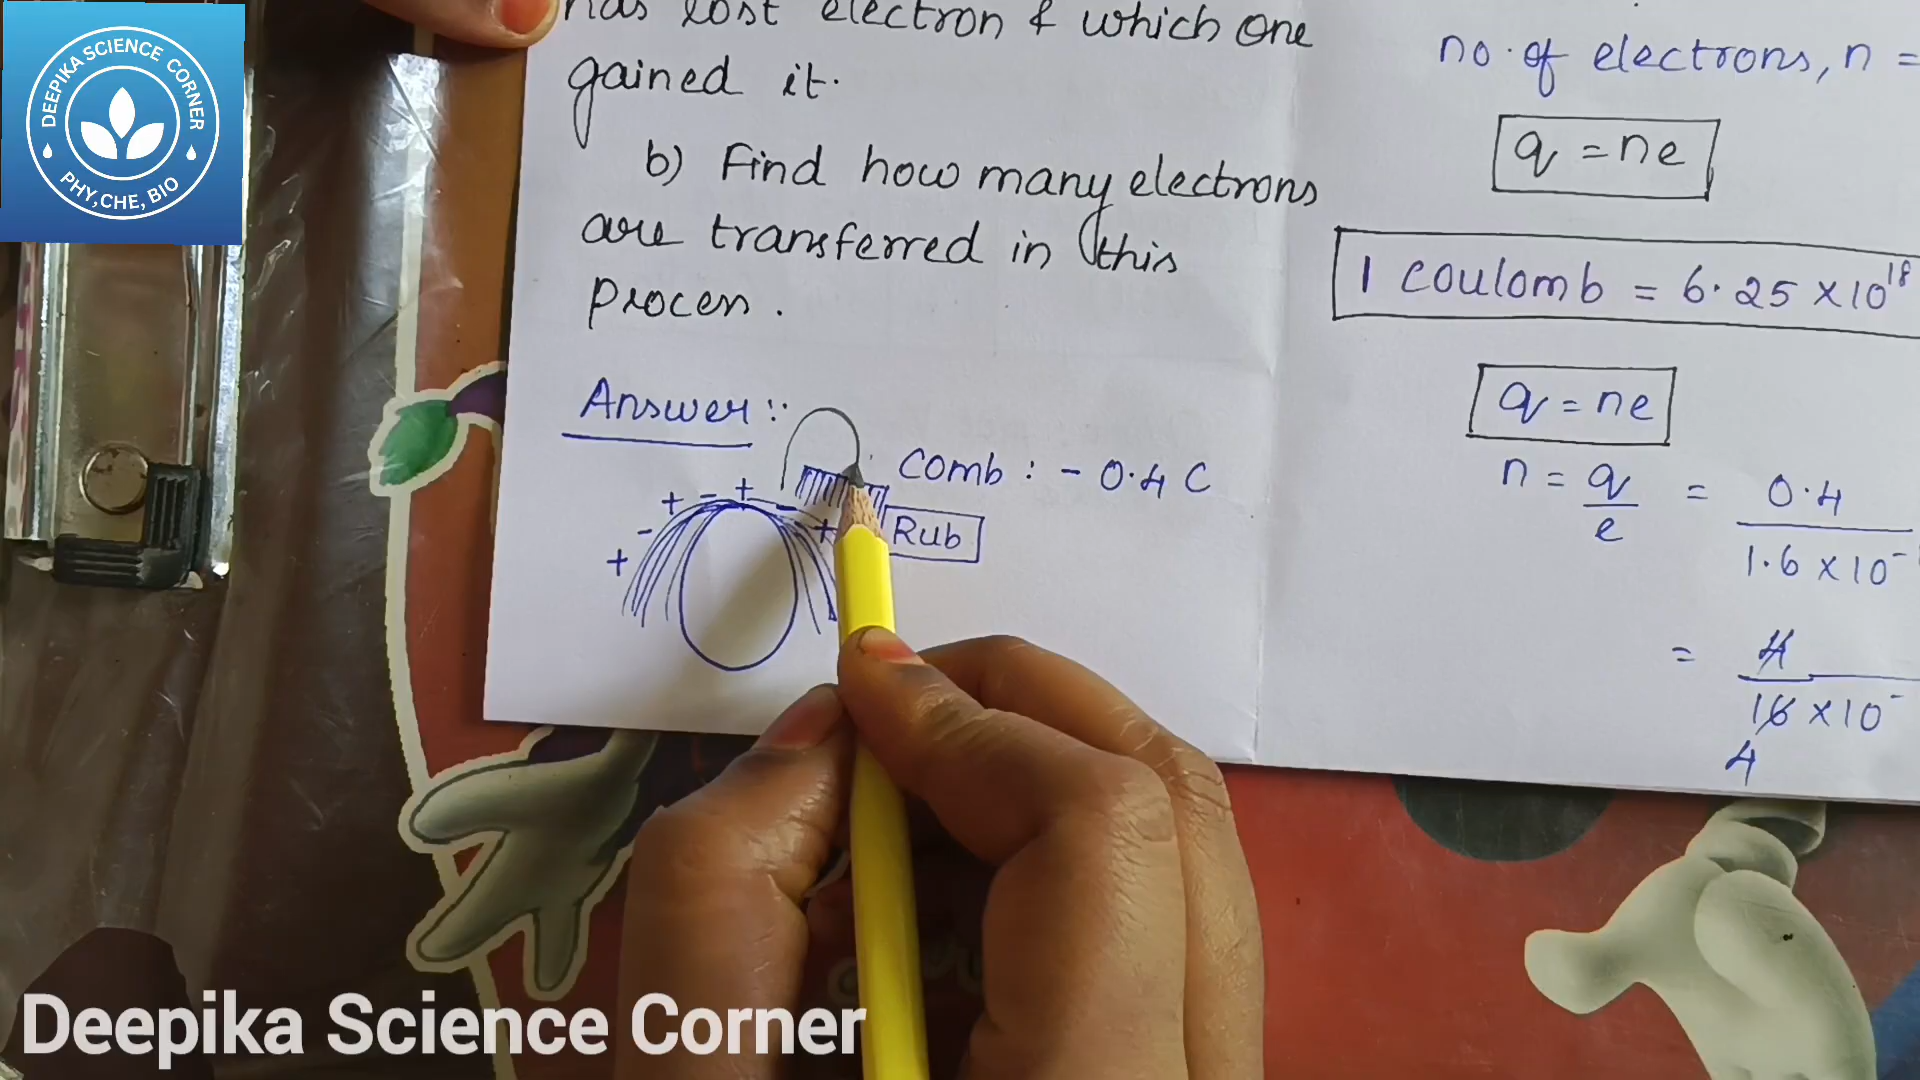 DEEPIKA SCIENCE CORNER
PHY, CHE, BIO
has lost electron & which one
gained it.
b) Find how many electrons
are transferred in this
process.
Answer :-
Comb : - 0.4 C
Rub
+ - + - +
- +
no. of electrons, n =
q = ne
1 coulomb = 6.25 × 10¹⁸
q = ne
n = q/e = 0.4 / 1.6 × 10⁻
= 4 / 16 × 10⁻
4
Deepika Science Corner